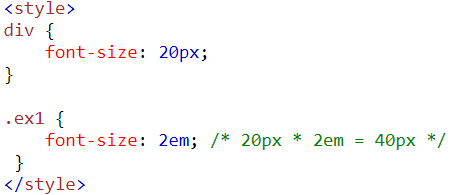 <style>
div {
    font-size: 20px;
}

.ex1 {
    font-size: 2em; /* 20px * 2em = 40px */
 }
</style>